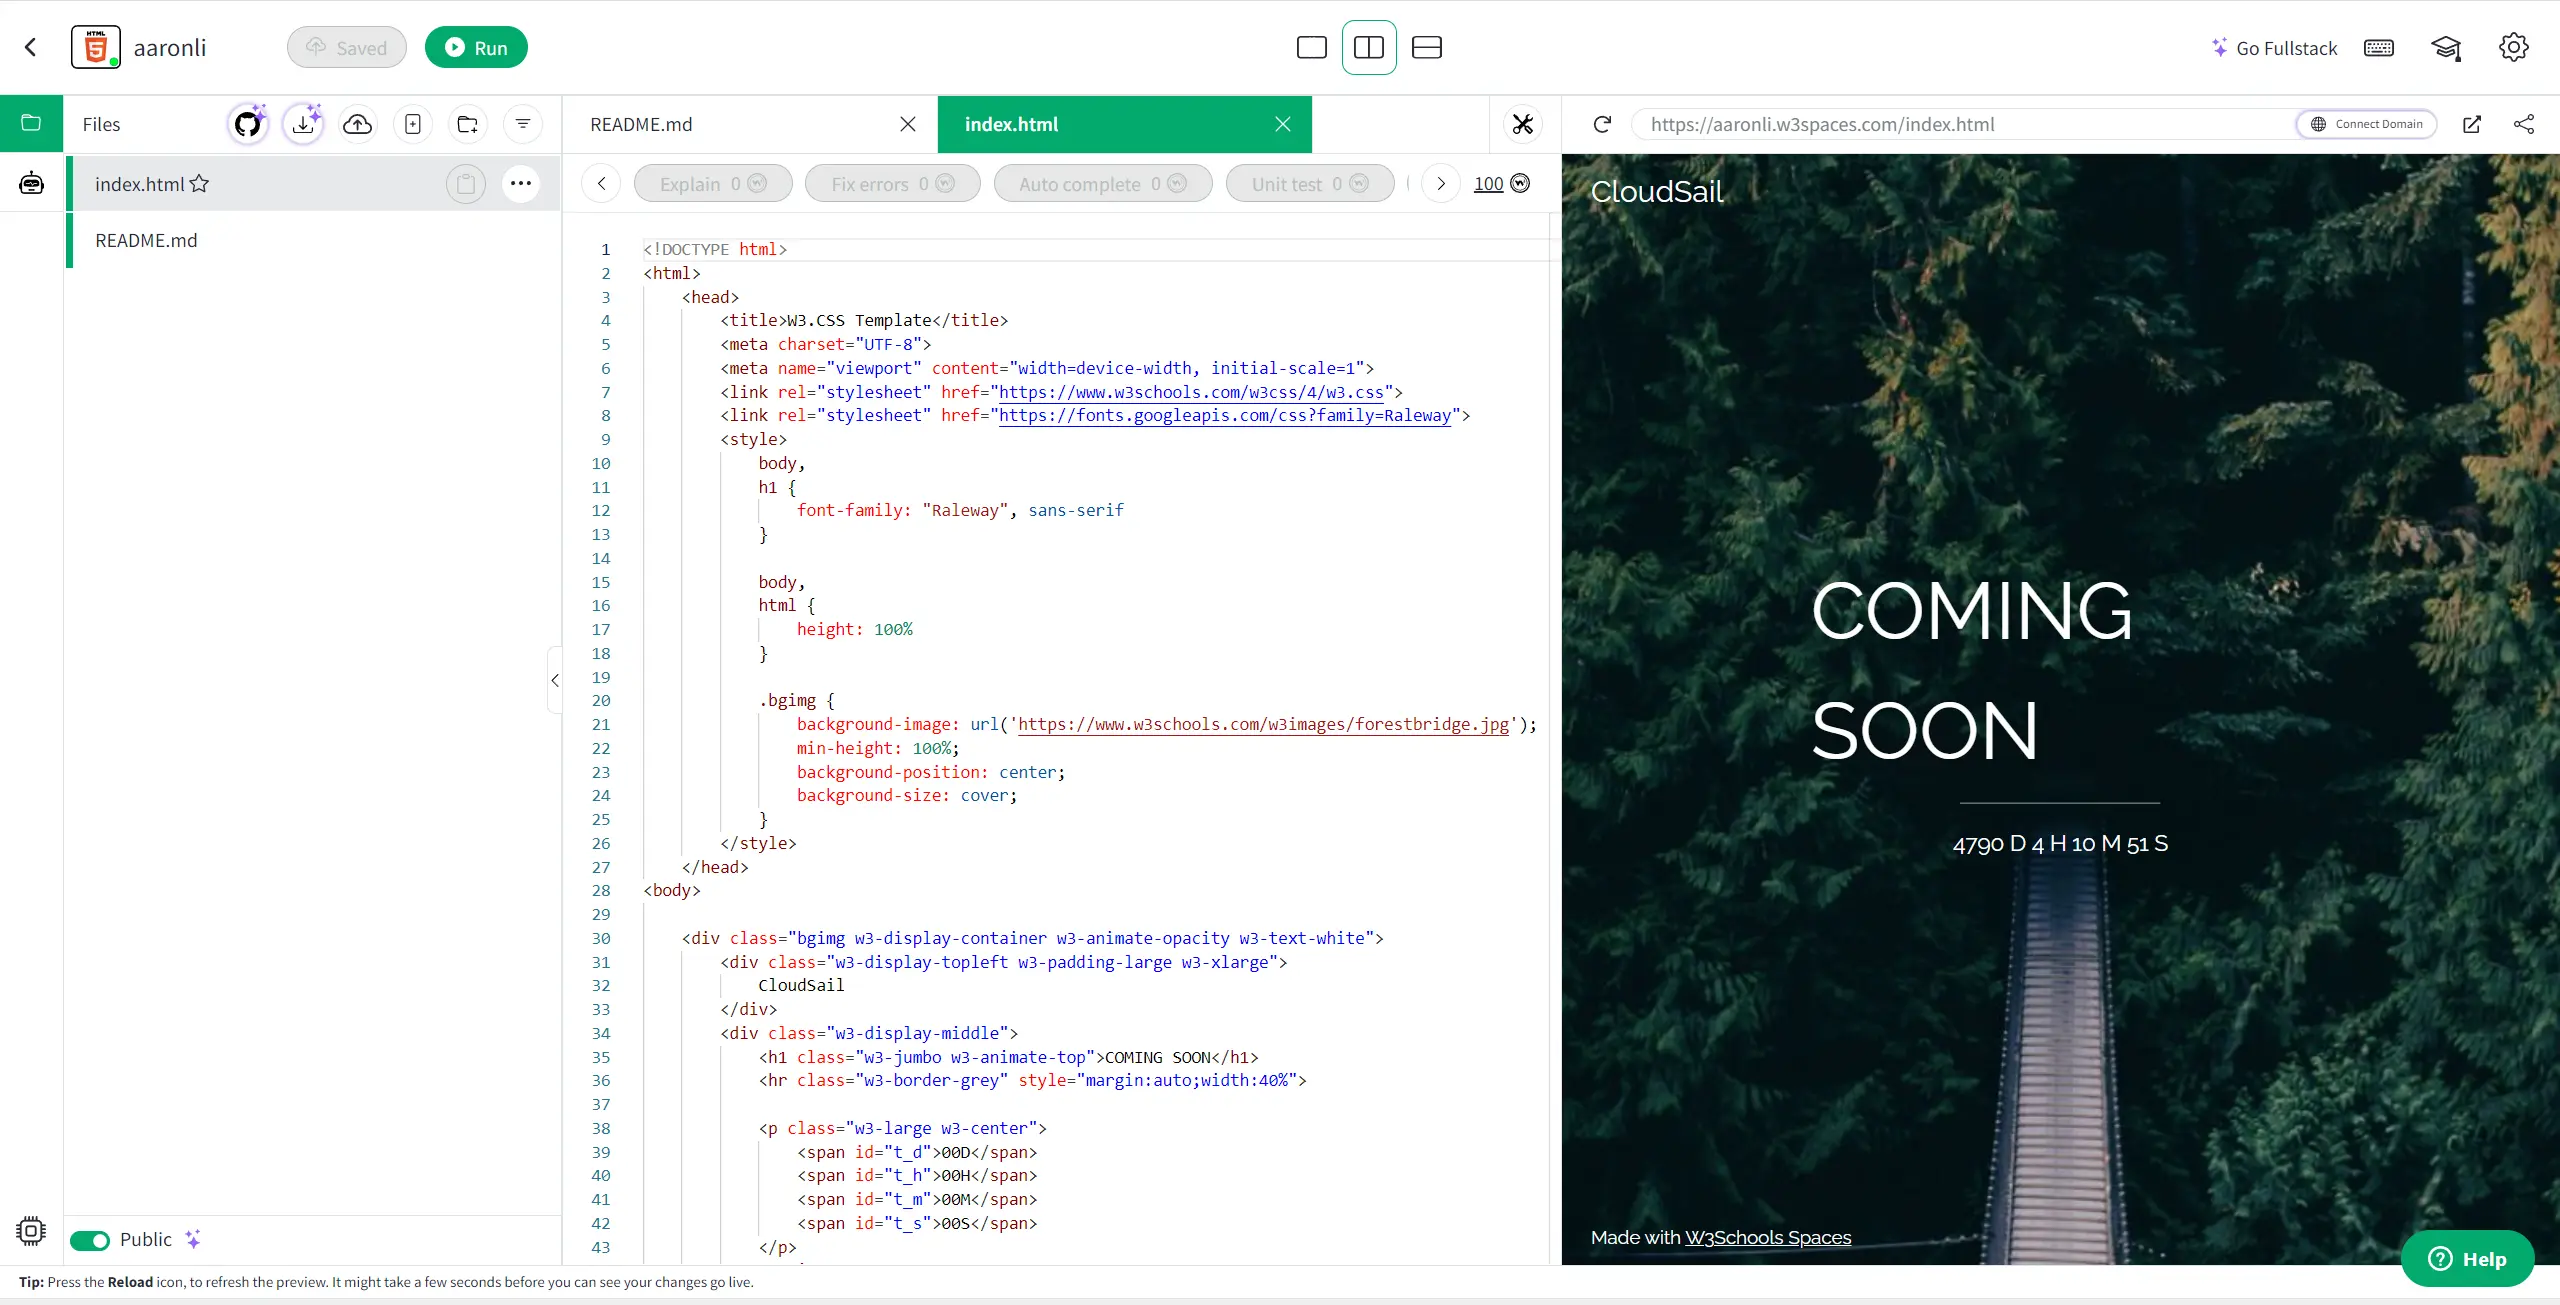 HTML
5
aaronli
Saved
Run
Go Fullstack
Files
README.md
index.html
https://aaronli.w3spaces.com/index.html
Connect Domain
index.html
README.md
Explain 0
Fix errors 0
Auto complete 0
Unit test 0
100
1 <!DOCTYPE html>
2 <html>
3 <head>
4 <title>W3.CSS Template</title>
5 <meta charset="UTF-8">
6 <meta name="viewport" content="width=device-width, initial-scale=1">
7 <link rel="stylesheet" href="https://www.w3schools.com/w3css/4/w3.css">
8 <link rel="stylesheet" href="https://fonts.googleapis.com/css?family=Raleway">
9 <style>
10 body,
11 h1 {
12 font-family: "Raleway", sans-serif
13 }
14
15 body,
16 html {
17 height: 100%
18 }
19
20 .bgimg {
21 background-image: url('https://www.w3schools.com/w3images/forestbridge.jpg');
22 min-height: 100%;
23 background-position: center;
24 background-size: cover;
25 }
26 </style>
27 </head>
28 <body>
29
30 <div class="bgimg w3-display-container w3-animate-opacity w3-text-white">
31 <div class="w3-display-topleft w3-padding-large w3-xlarge">
32 CloudSail
33 </div>
34 <div class="w3-display-middle">
35 <h1 class="w3-jumbo w3-animate-top">COMING SOON</h1>
36 <hr class="w3-border-grey" style="margin:auto;width:40%">
37
38 <p class="w3-large w3-center">
39 <span id="t_d">00D</span>
40 <span id="t_h">00H</span>
41 <span id="t_m">00M</span>
42 <span id="t_s">00S</span>
43 </p>
CloudSail
COMING
SOON
4790 D 4 H 10 M 51 S
Made with W3Schools Spaces
Public
Help
Tip: Press the Reload icon, to refresh the preview. It might take a few seconds before you can see your changes go live.